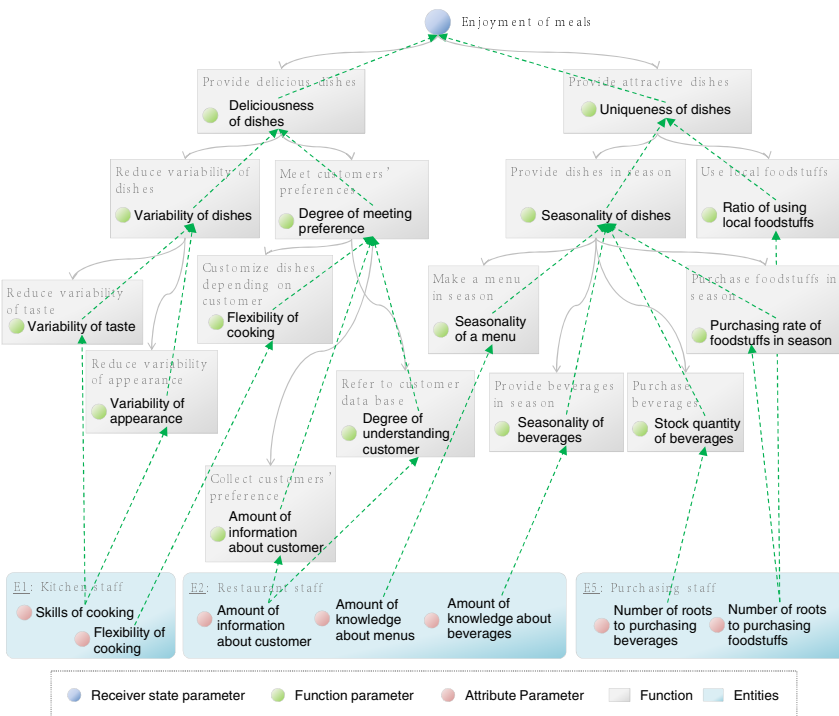 Enjoyment of meals
Provide delicious dishes
Deliciousness
of dishes
Provide attractive dishes
Uniqueness of dishes
Reduce variability of
dishes
Variability of dishes
Meet customers'
preferences
Degree of meeting
preference
Provide dishes in season
Seasonality of dishes
Use local foodstuffs
Ratio of using
local foodstuffs
Reduce variability
of taste
Variability of taste
Customize dishes
depending on
customer
Flexibility of
cooking
Make a menu
in season
Seasonality
of a menu
Purchase foodstuffs in
season
Purchasing rate of
foodstuffs in season
Reduce variability
of appearance
Variability of
appearance
Refer to customer
data base
Degree of
understanding
customer
Provide beverages
in season
Seasonality of
beverages
Purchase
beverages
Stock quantity
of beverages
Collect customers'
preference
Amount of
information
about customer
E1: Kitchen staff
Skills of cooking
Flexibility of
cooking
E2: Restaurant staff
Amount of
information
about customer
Amount of
knowledge
about menus
Amount of
knowledge about
beverages
E5: Purchasing staff
Number of roots
to purchasing
beverages
Number of roots
to purchasing
foodstuffs
Receiver state parameter
Function parameter
Attribute Parameter
Function
Entities